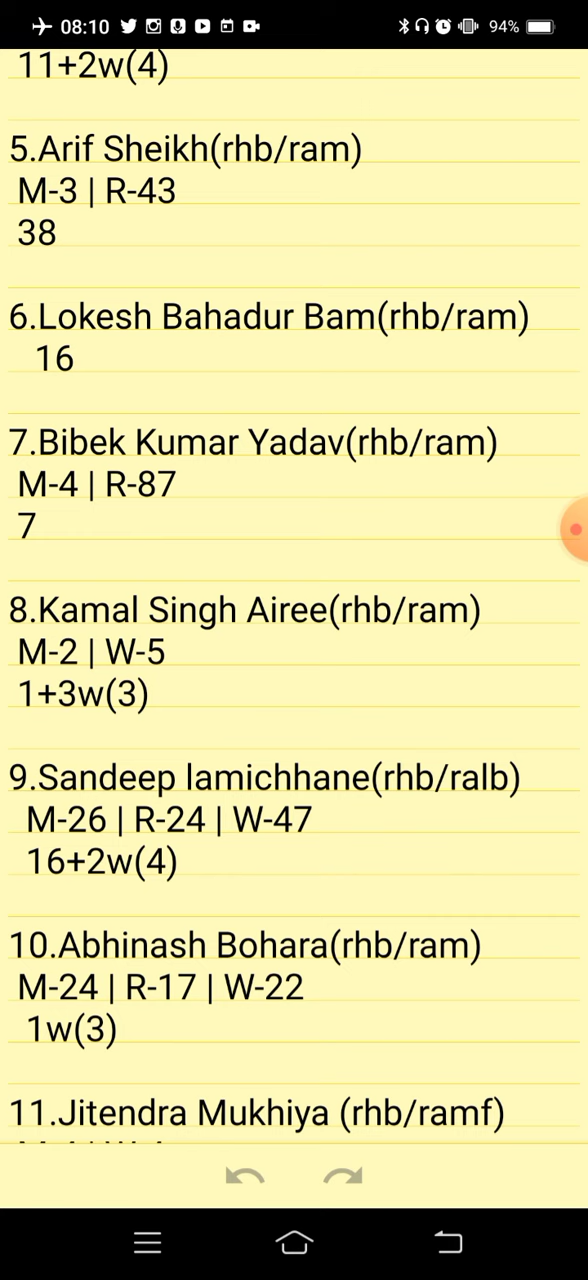 08:10
94%
11+2w(4)
5.Arif Sheikh(rhb/ram)
M-3 | R-43
38
6.Lokesh Bahadur Bam(rhb/ram)
16
7.Bibek Kumar Yadav(rhb/ram)
M-4 | R-87
7
8.Kamal Singh Airee(rhb/ram)
M-2 | W-5
1+3w(3)
9.Sandeep lamichhane(rhb/ralb)
M-26 | R-24 | W-47
16+2w(4)
10.Abhinash Bohara(rhb/ram)
M-24 | R-17 | W-22
1w(3)
11.Jitendra Mukhiya (rhb/ramf)